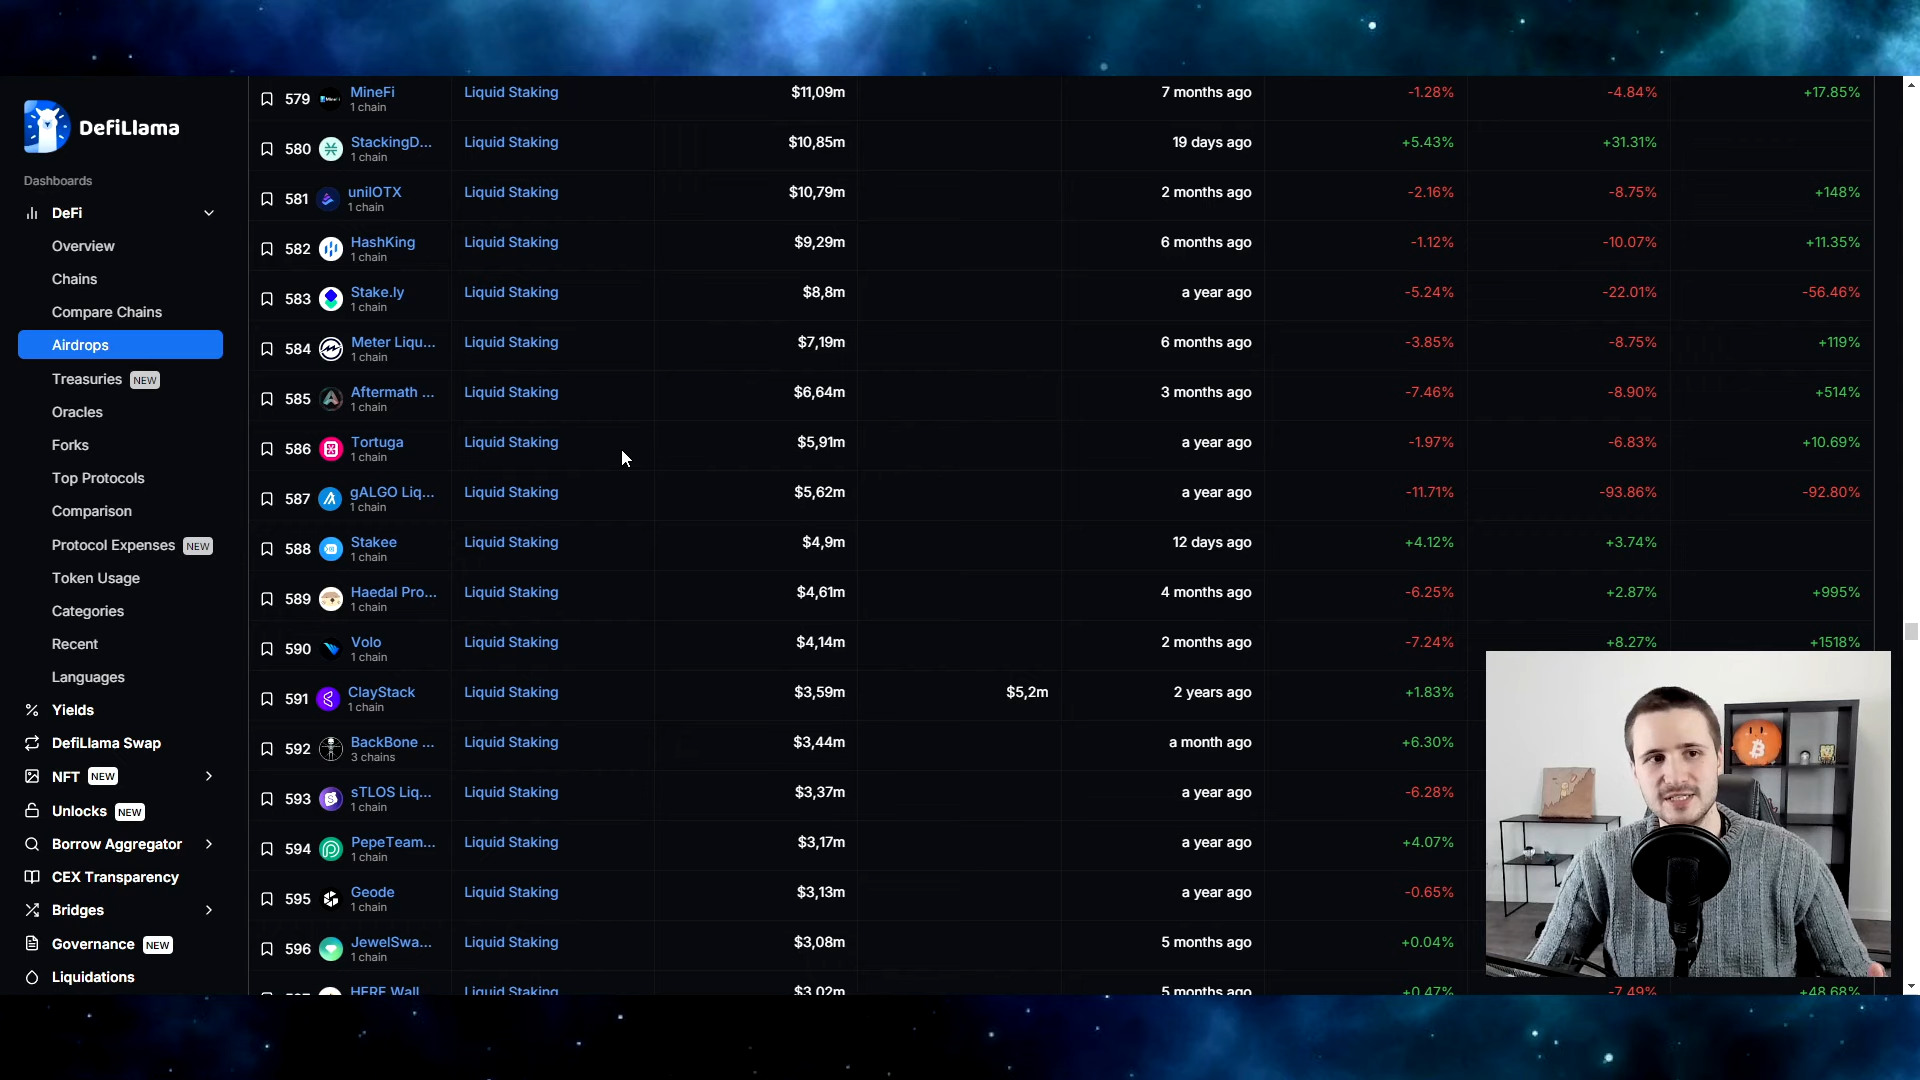 DefiLlama
Dashboards
DeFi
Overview
Chains
Compare Chains
Airdrops
Treasuries NEW
Oracles
Forks
Top Protocols
Comparison
Protocol Expenses NEW
Token Usage
Categories
Recent
Languages
Yields
DefiLlama Swap
NFT NEW
Unlocks NEW
Borrow Aggregator
CEX Transparency
Bridges
Governance NEW
Liquidations
579 MineFi Liquid Staking $11,09m 7 months ago -1.28% -4.84% +17.85%
1 chain
580 StackingD... Liquid Staking $10,85m 19 days ago +5.43% +31.31%
1 chain
581 uniIOTX Liquid Staking $10,79m 2 months ago -2.16% -8.75% +148%
1 chain
582 HashKing Liquid Staking $9,29m 6 months ago -1.12% -10.07% +11.35%
1 chain
583 Stake.ly Liquid Staking $8,8m a year ago -5.24% -22.01% -56.46%
1 chain
584 Meter Liqu... Liquid Staking $7,19m 6 months ago -3.85% -8.75% +119%
1 chain
585 Aftermath ... Liquid Staking $6,64m 3 months ago -7.46% -8.90% +514%
1 chain
586 Tortuga Liquid Staking $5,91m a year ago -1.97% -6.83% +10.69%
1 chain
587 gALGO Liq... Liquid Staking $5,62m a year ago -11.71% -93.86% -92.80%
1 chain
588 Stakee Liquid Staking $4,9m 12 days ago +4.12% +3.74%
1 chain
589 Haedal Pro... Liquid Staking $4,61m 4 months ago -6.25% +2.87% +995%
1 chain
590 Volo Liquid Staking $4,14m 2 months ago -7.24% +8.27% +1518%
1 chain
591 ClayStack Liquid Staking $3,59m $5,2m 2 years ago +1.83%
1 chain
592 BackBone ... Liquid Staking $3,44m a month ago +6.30%
3 chains
593 sTLOS Liq... Liquid Staking $3,37m a year ago -6.28%
1 chain
594 PepeTeam... Liquid Staking $3,17m a year ago +4.07%
1 chain
595 Geode Liquid Staking $3,13m a year ago -0.65%
1 chain
596 JewelSwa... Liquid Staking $3,08m 5 months ago +0.04%
1 chain
HERE Wall Liquid Staking $3,02m 5 months ago +0.47% -7.49% +48.68%